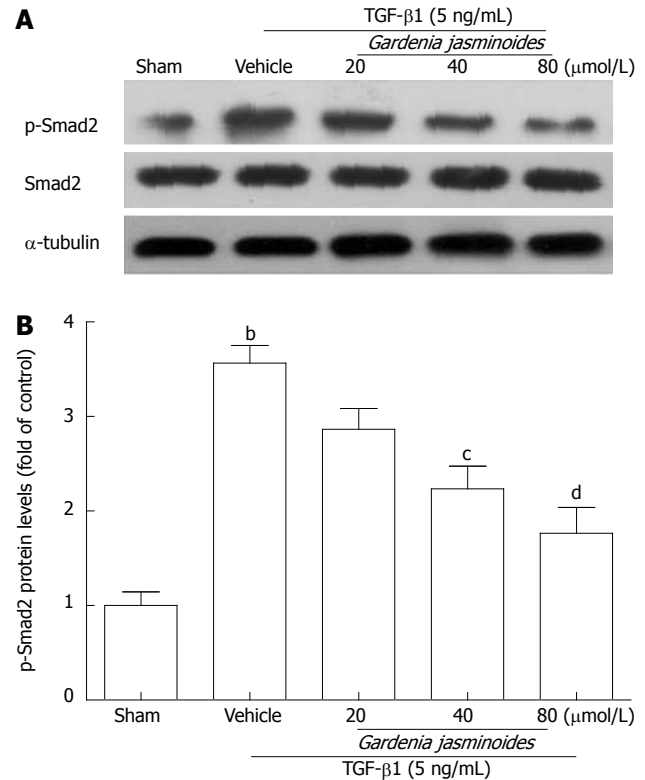 A
TGF-β1 (5 ng/mL)
Gardenia jasminoides
Sham Vehicle 20 40 80 (μmol/L)
p-Smad2
Smad2
α-tubulin
B
p-Smad2 protein levels (fold of control)
4
3
2
1
0
b
c
d
Sham Vehicle 20 40 80 (μmol/L)
Gardenia jasminoides
TGF-β1 (5 ng/mL)